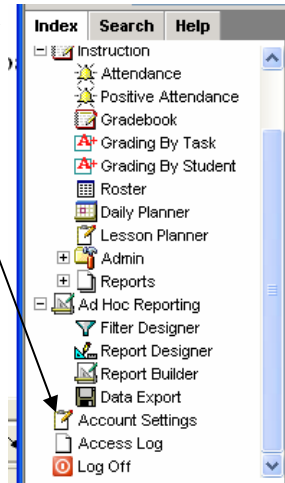 Index Search Help
Instruction
Attendance
Positive Attendance
Gradebook
A+ Grading By Task
A+ Grading By Student
Roster
Daily Planner
Lesson Planner
Admin
Reports
Ad Hoc Reporting
Filter Designer
Report Designer
Report Builder
Data Export
Account Settings
Access Log
Log Off